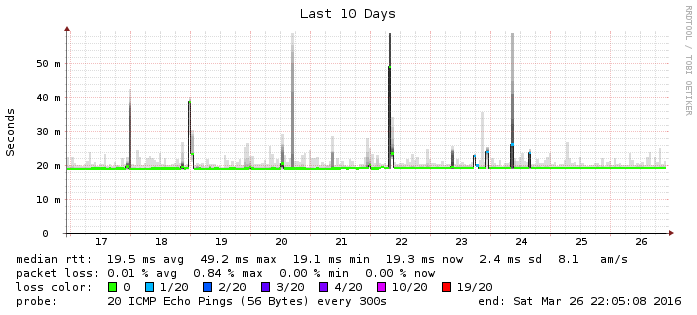 Last 10 Days
RRDTOOL / TOBI OETIKER
Seconds
50 m
40 m
30 m
20 m
10 m
0
17 18 19 20 21 22 23 24 25 26
median rtt: 19.5 ms avg 49.2 ms max 19.1 ms min 19.3 ms now 2.4 ms sd 8.1 am/s
packet loss: 0.01 % avg 0.84 % max 0.00 % min 0.00 % now
loss color: 0 1/20 2/20 3/20 4/20 10/20 19/20
probe: 20 ICMP Echo Pings (56 Bytes) every 300s end: Sat Mar 26 22:05:08 2016